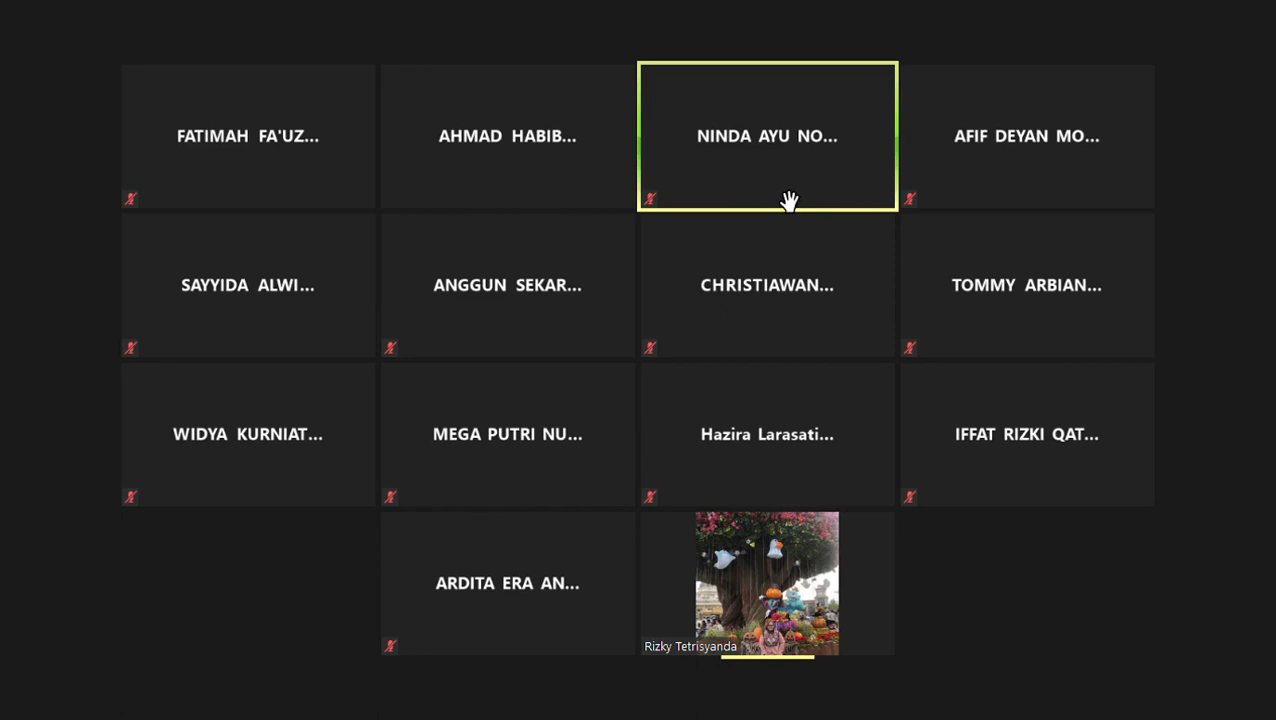 FATIMAH FA'UZ...
AHMAD HABIB...
NINDA AYU NO...
AFIF DEYAN MO...
SAYYIDA ALWI...
ANGGUN SEKAR...
CHRISTIAWAN...
TOMMY ARBIAN...
WIDYA KURNIAT...
MEGA PUTRI NU...
Hazira Larasati...
IFFAT RIZKI QAT...
ARDITA ERA AN...
Rizky Tetrisyanda